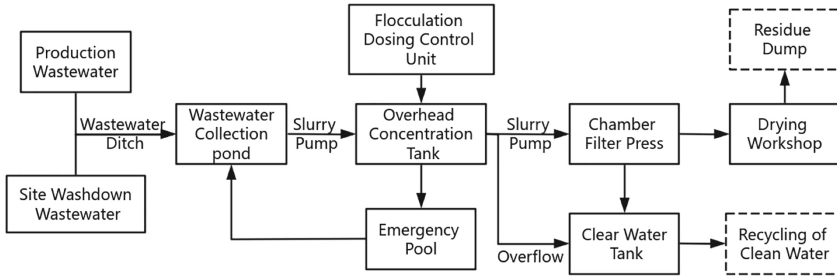 Production
Wastewater
Flocculation
Dosing Control
Unit
Residue
Dump
Wastewater
Ditch
Wastewater
Collection
pond
Slurry
Pump
Overhead
Concentration
Tank
Slurry
Pump
Chamber
Filter Press
Drying
Workshop
Site Washdown
Wastewater
Emergency
Pool
Overflow
Clear Water
Tank
Recycling of
Clean Water